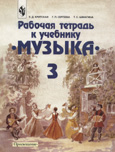 Е.Д. КРИТСКАЯ Г.П. СЕРГЕЕВА Т.С. ШМАГИНА
Рабочая тетрадь
к учебнику
"МУЗЫКА"
3